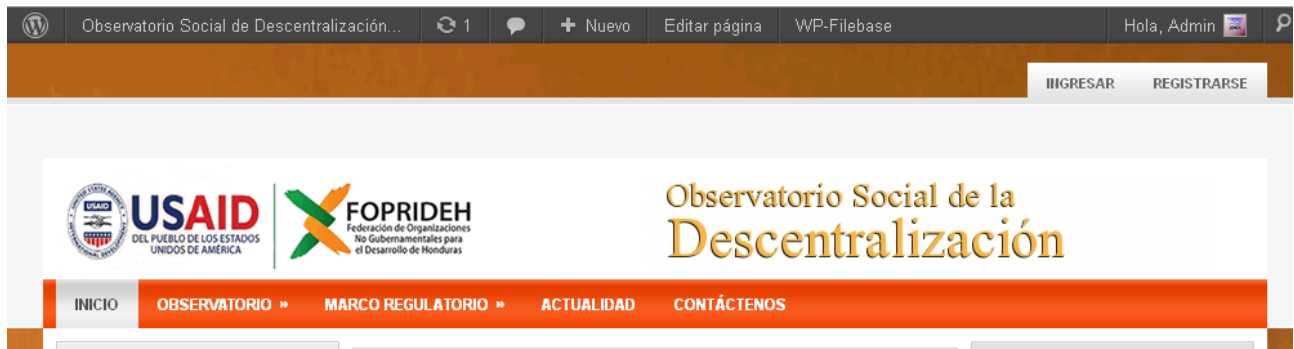 Observatorio Social de Descentralización... 1 + Nuevo Editar página WP-Filebase Hola, Admin
INGRESAR REGISTRARSE
USAID
USAID
DEL PUEBLO DE LOS ESTADOS
UNIDOS DE AMÉRICA
FOPRIDEH
Federación de Organizaciones
No Gubernamentales para
el Desarrollo de Honduras
Observatorio Social de la
Descentralización
INICIO OBSERVATORIO » MARCO REGULATORIO » ACTUALIDAD CONTÁCTENOS